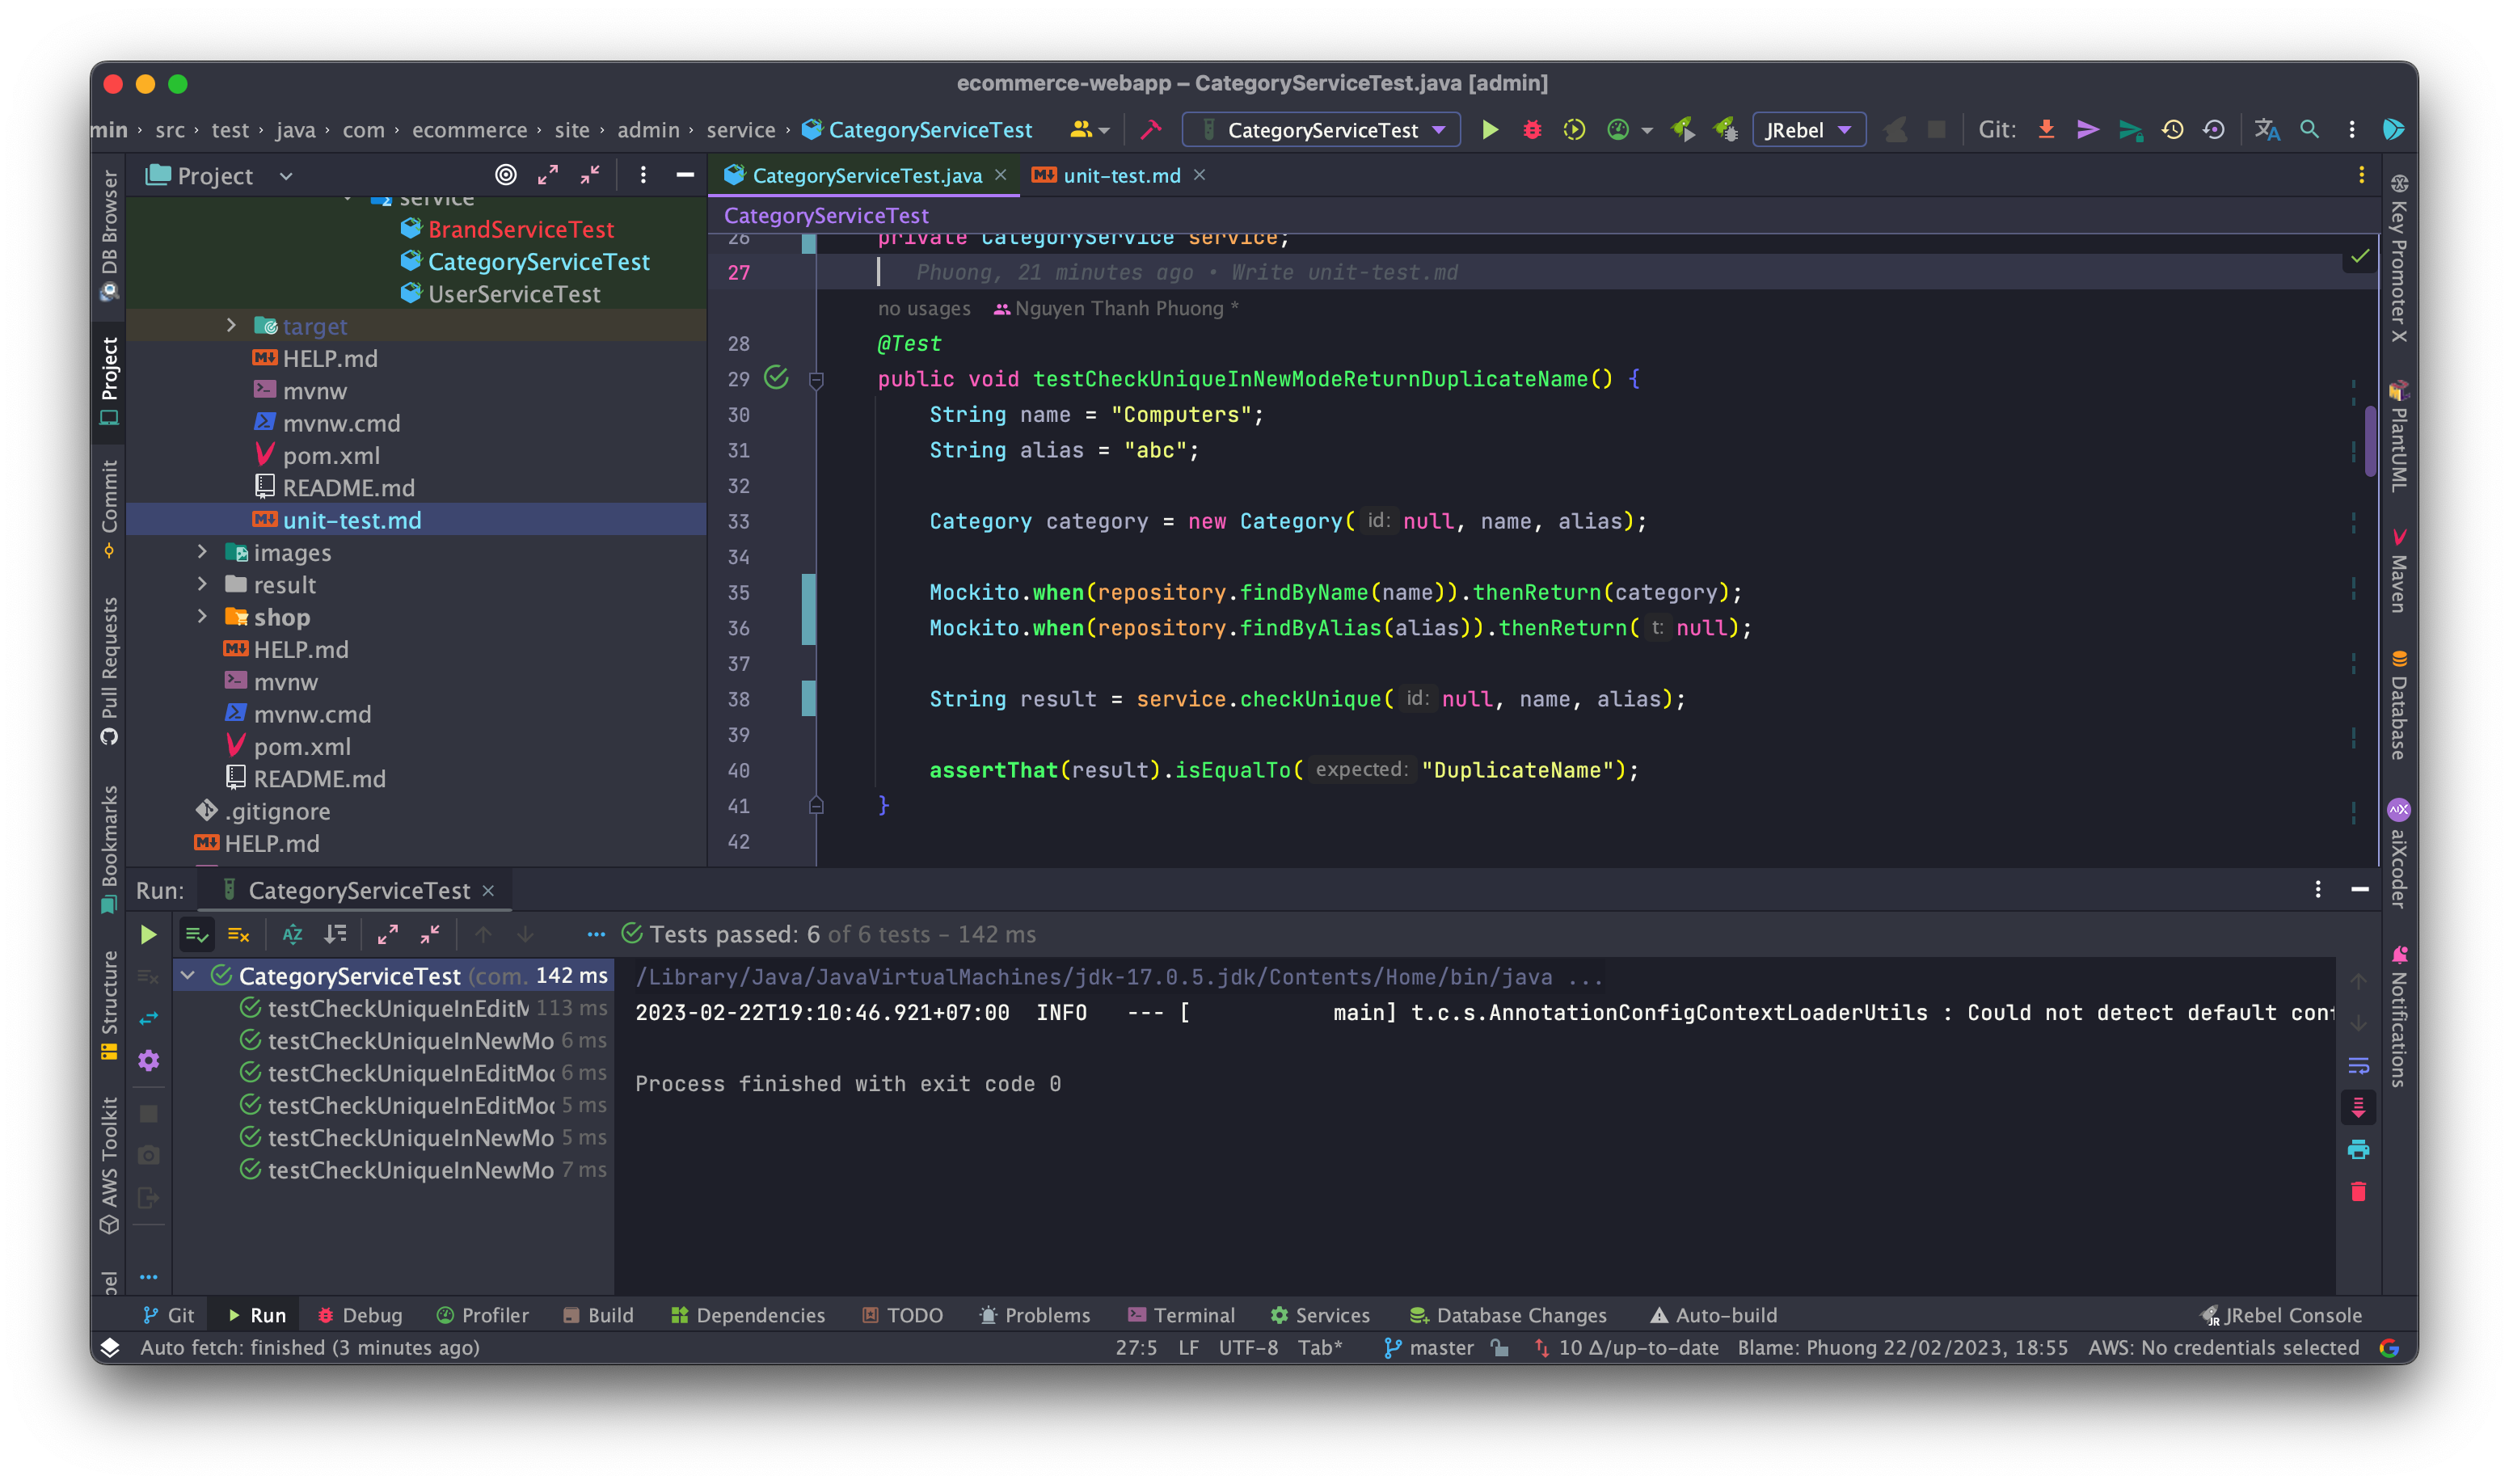 ecommerce-webapp – CategoryServiceTest.java [admin]
min › src › test › java › com › ecommerce › site › admin › service › CategoryServiceTest
CategoryServiceTest
JRebel
Git:
DB Browser
Project
Commit
Pull Requests
Bookmarks
Structure
AWS Toolkit
Project
service
BrandServiceTest
CategoryServiceTest
UserServiceTest
target
HELP.md
mvnw
mvnw.cmd
pom.xml
README.md
unit-test.md
images
result
shop
HELP.md
mvnw
mvnw.cmd
pom.xml
README.md
.gitignore
HELP.md
CategoryServiceTest.java
unit-test.md
CategoryServiceTest
26 private CategoryService service;
27 Phuong, 21 minutes ago • Write unit-test.md
no usages Nguyen Thanh Phuong *
28 @Test
29 public void testCheckUniqueInNewModeReturnDuplicateName() {
30 String name = "Computers";
31 String alias = "abc";
32
33 Category category = new Category( id: null, name, alias);
34
35 Mockito.when(repository.findByName(name)).thenReturn(category);
36 Mockito.when(repository.findByAlias(alias)).thenReturn( t: null);
37
38 String result = service.checkUnique( id: null, name, alias);
39
40 assertThat(result).isEqualTo( expected: "DuplicateName");
41 }
42
Key Promoter X
PlantUML
Maven
Database
aiXcoder
Notifications
Run: CategoryServiceTest
Tests passed: 6 of 6 tests – 142 ms
CategoryServiceTest (com. 142 ms
testCheckUniqueInEditM 113 ms
testCheckUniqueInNewMo 6 ms
testCheckUniqueInEditMod 6 ms
testCheckUniqueInEditMod 5 ms
testCheckUniqueInNewMo 5 ms
testCheckUniqueInNewMo 7 ms
/Library/Java/JavaVirtualMachines/jdk-17.0.5.jdk/Contents/Home/bin/java ...
2023-02-22T19:10:46.921+07:00 INFO --- [ main] t.c.s.AnnotationConfigContextLoaderUtils : Could not detect default con
Process finished with exit code 0
Git Run Debug Profiler Build Dependencies TODO Problems Terminal Services Database Changes Auto-build JRebel Console
Auto fetch: finished (3 minutes ago) 27:5 LF UTF-8 Tab* master 10 Δ/up-to-date Blame: Phuong 22/02/2023, 18:55 AWS: No credentials selected